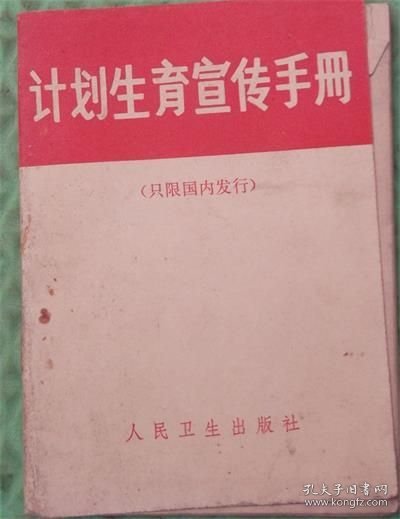 计划生育宣传手册
（只限国内发行）
人民卫生出版社
孔夫子旧书网
www.kongfz.com